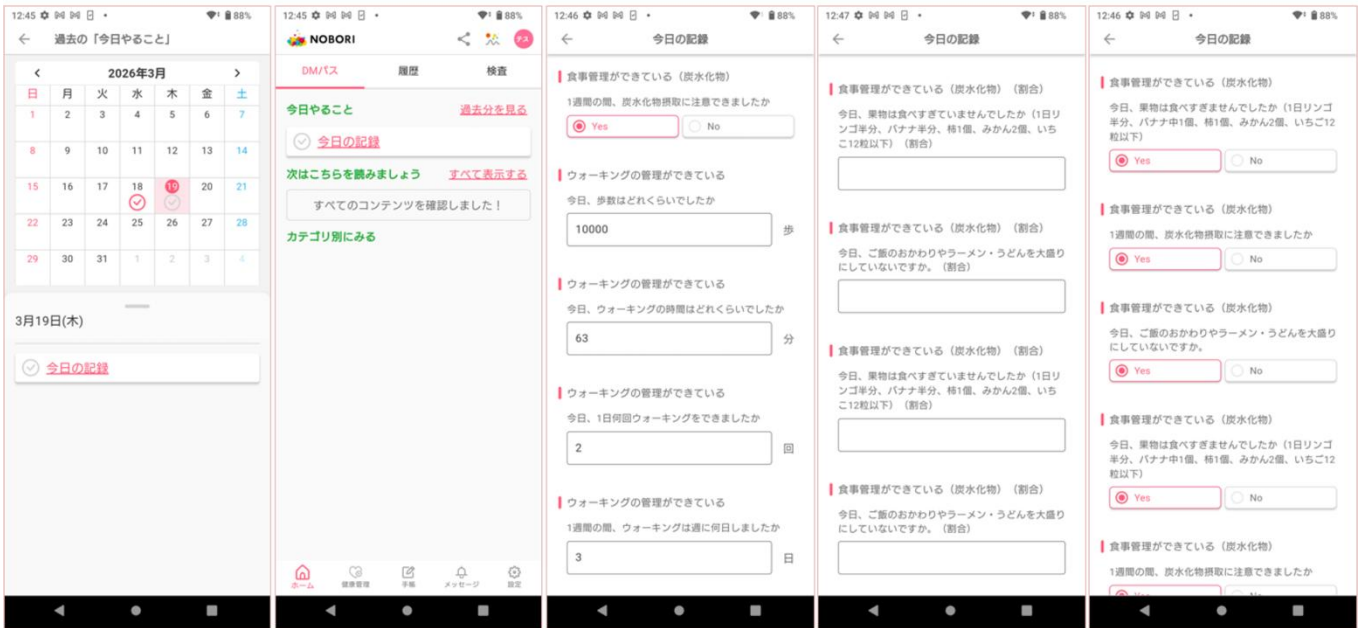 12:45
88%
過去の「今日やること」
2026年3月
日 月 火 水 木 金 土
1 2 3 4 5 6 7
8 9 10 11 12 13 14
15 16 17 18 19 20 21
22 23 24 25 26 27 28
29 30 31 1 2 3 4
3月19日(木)
今日の記録
12:45
88%
NOBORI
テス
DMパス 履歴 検査
今日やること 過去分を見る
今日の記録
次はこちらを読みましょう すべて表示する
すべてのコンテンツを確認しました！
カテゴリ別にみる
ホーム 健康管理 手帳 メッセージ 設定
12:46
88%
今日の記録
食事管理ができている（炭水化物）
1週間の間、炭水化物摂取に注意できましたか
Yes No
ウォーキングの管理ができている
今日、歩数はどれくらいでしたか
10000 歩
ウォーキングの管理ができている
今日、ウォーキングの時間はどれくらいでしたか
63 分
ウォーキングの管理ができている
今日、1日何回ウォーキングをできましたか
2 回
ウォーキングの管理ができている
1週間の間、ウォーキングは週に何日しましたか
3 日
12:47
88%
今日の記録
食事管理ができている（炭水化物）（割合）
今日、果物は食べすぎていませんでしたか（1日リ
ンゴ半分、バナナ半分、柿1個、みかん2個、いち
ご12粒以下）（割合）
食事管理ができている（炭水化物）（割合）
今日、ご飯のおかわりやラーメン・うどんを大盛り
にしていないですか。（割合）
食事管理ができている（炭水化物）（割合）
今日、果物は食べすぎていませんでしたか（1日リ
ンゴ半分、バナナ半分、柿1個、みかん2個、いち
ご12粒以下）（割合）
食事管理ができている（炭水化物）（割合）
今日、ご飯のおかわりやラーメン・うどんを大盛り
にしていないですか。（割合）
12:46
88%
今日の記録
食事管理ができている（炭水化物）
今日、果物は食べすぎませんでしたか（1日リンゴ
半分、バナナ中1個、柿1個、みかん2個、いちご12
粒以下）
Yes No
食事管理ができている（炭水化物）
1週間の間、炭水化物摂取に注意できましたか
Yes No
食事管理ができている（炭水化物）
今日、ご飯のおかわりやラーメン・うどんを大盛り
にしていないですか。
Yes No
食事管理ができている（炭水化物）
今日、果物は食べすぎませんでしたか（1日リンゴ
半分、バナナ中1個、柿1個、みかん2個、いちご12
粒以下）
Yes No
食事管理ができている（炭水化物）
1週間の間、炭水化物摂取に注意できましたか